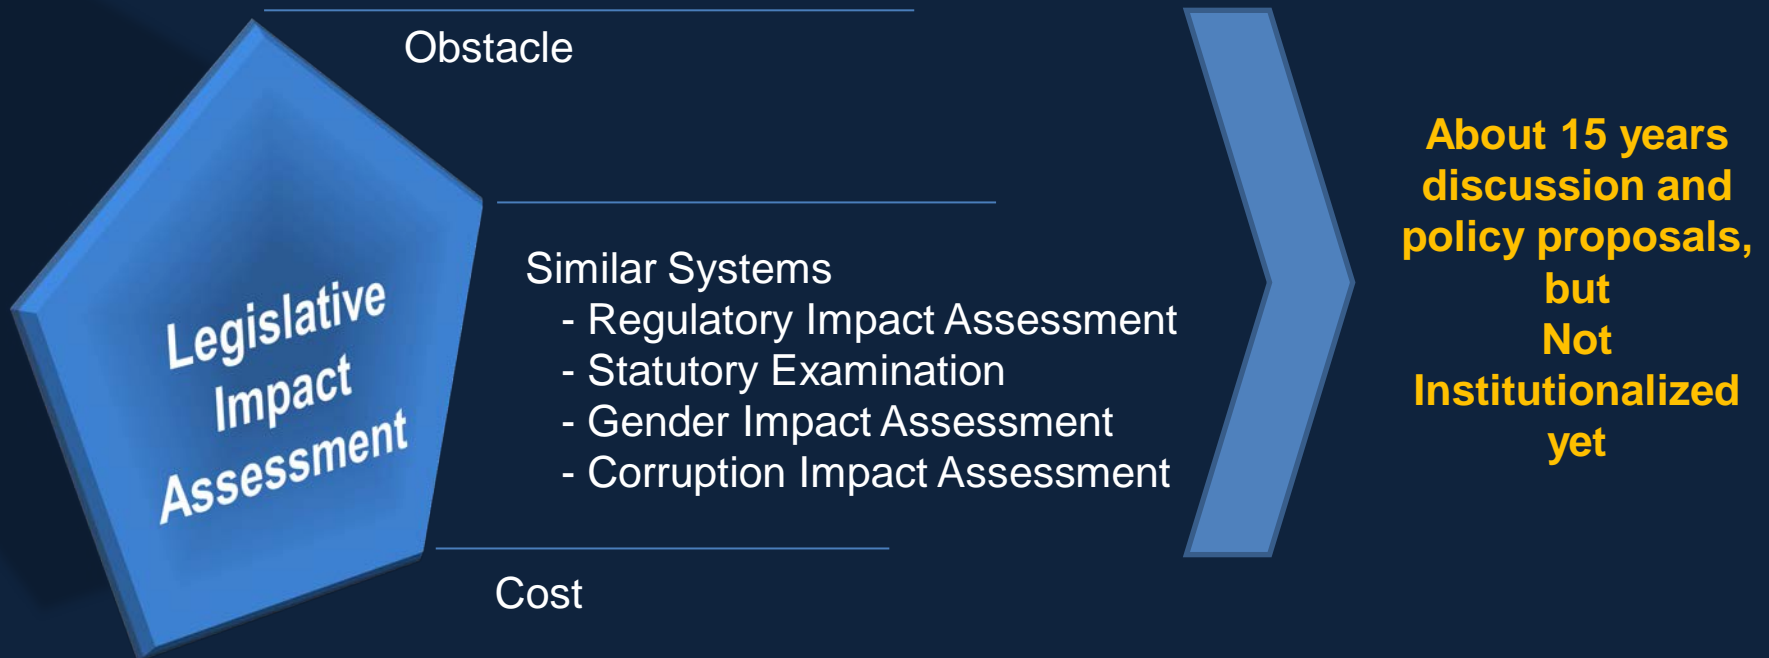 Legislative
Impact
Assessment
Obstacle
Similar Systems
- Regulatory Impact Assessment
- Statutory Examination
- Gender Impact Assessment
- Corruption Impact Assessment
Cost
About 15 years
discussion and
policy proposals,
but
Not
Institutionalized
yet